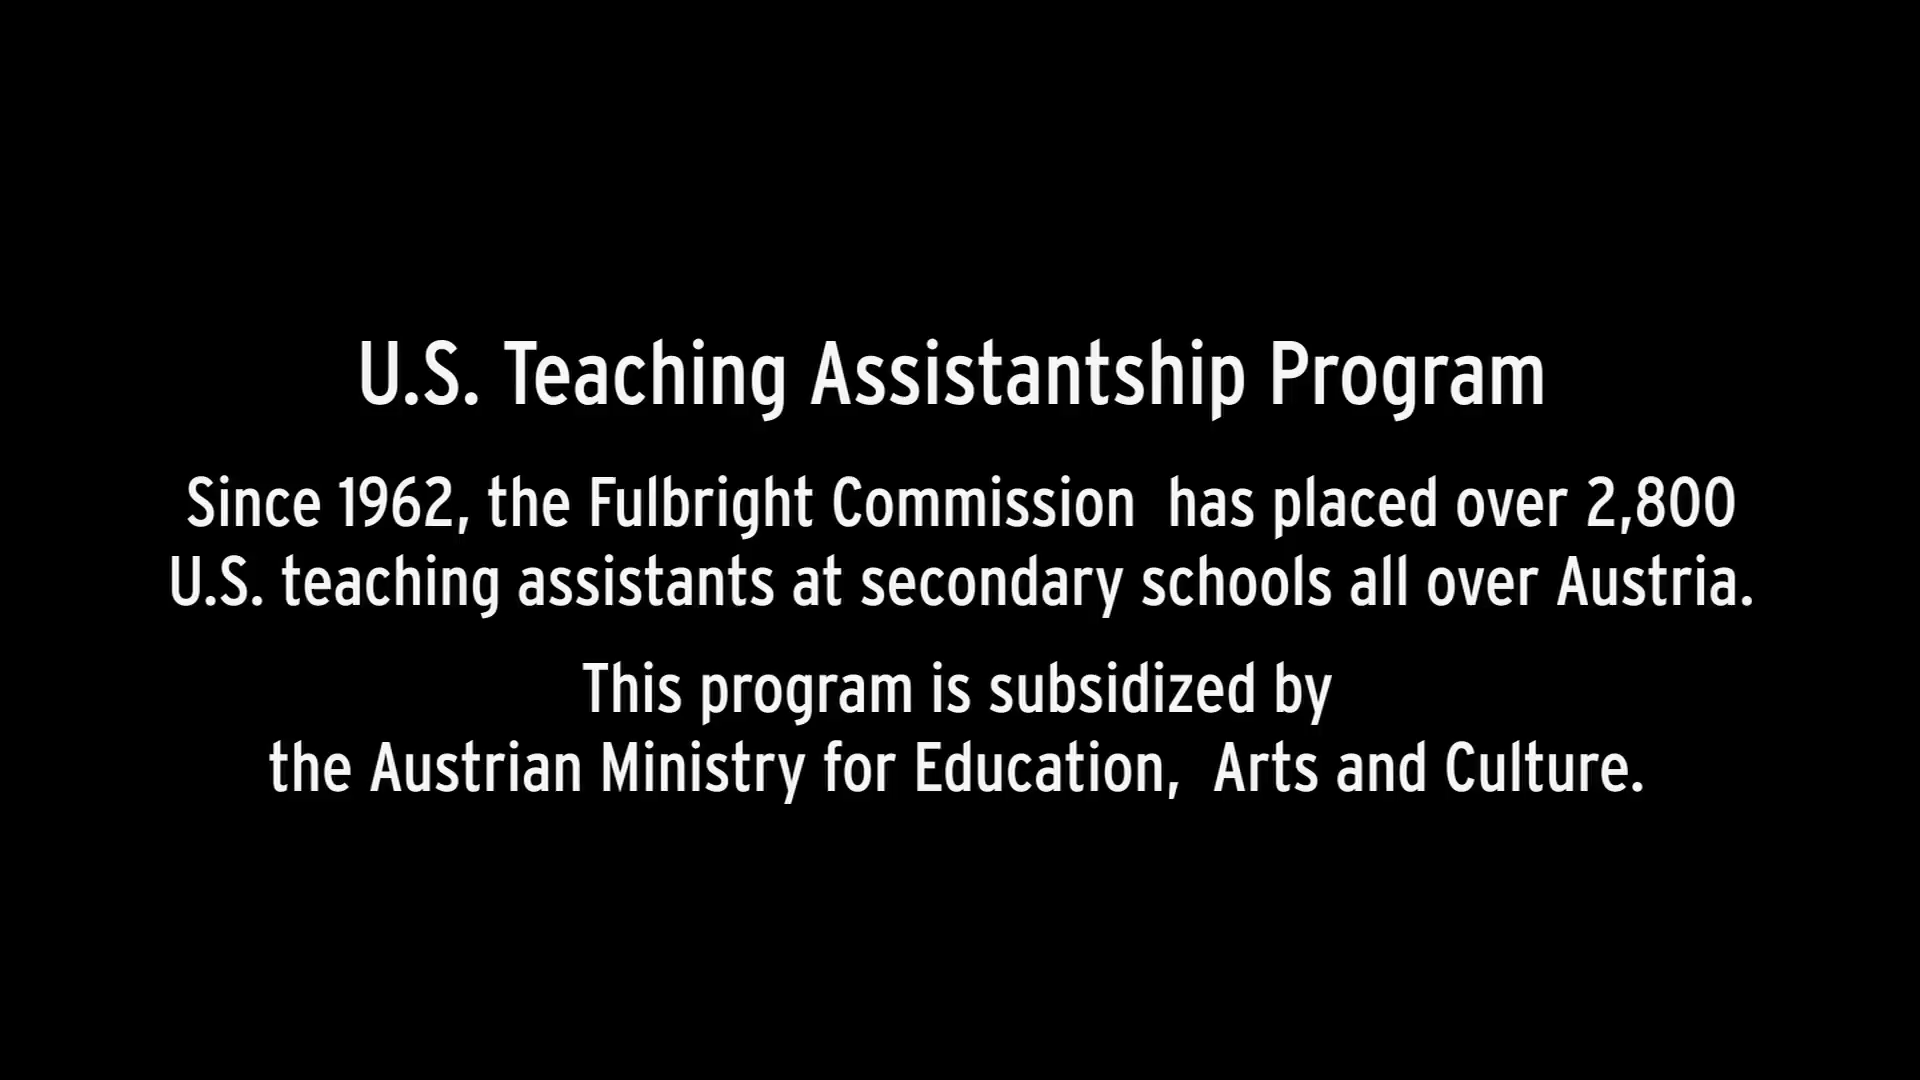 U.S. Teaching Assistantship Program
Since 1962, the Fulbright Commission  has placed over 2,800
U.S. teaching assistants at secondary schools all over Austria.
This program is subsidized by
the Austrian Ministry for Education,  Arts and Culture.